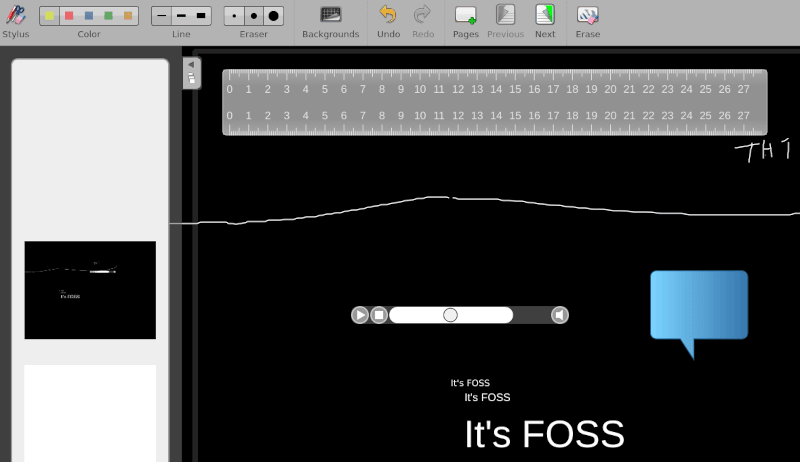 Stylus Color Line Eraser Backgrounds Undo Redo Pages Previous Next Erase
0 1 2 3 4 5 6 7 8 9 10 11 12 13 14 15 16 17 18 19 20 21 22 23 24 25 26 27
0 1 2 3 4 5 6 7 8 9 10 11 12 13 14 15 16 17 18 19 20 21 22 23 24 25 26 27
THI
It's FOSS
It's FOSS
It's FOSS
It's FOSS